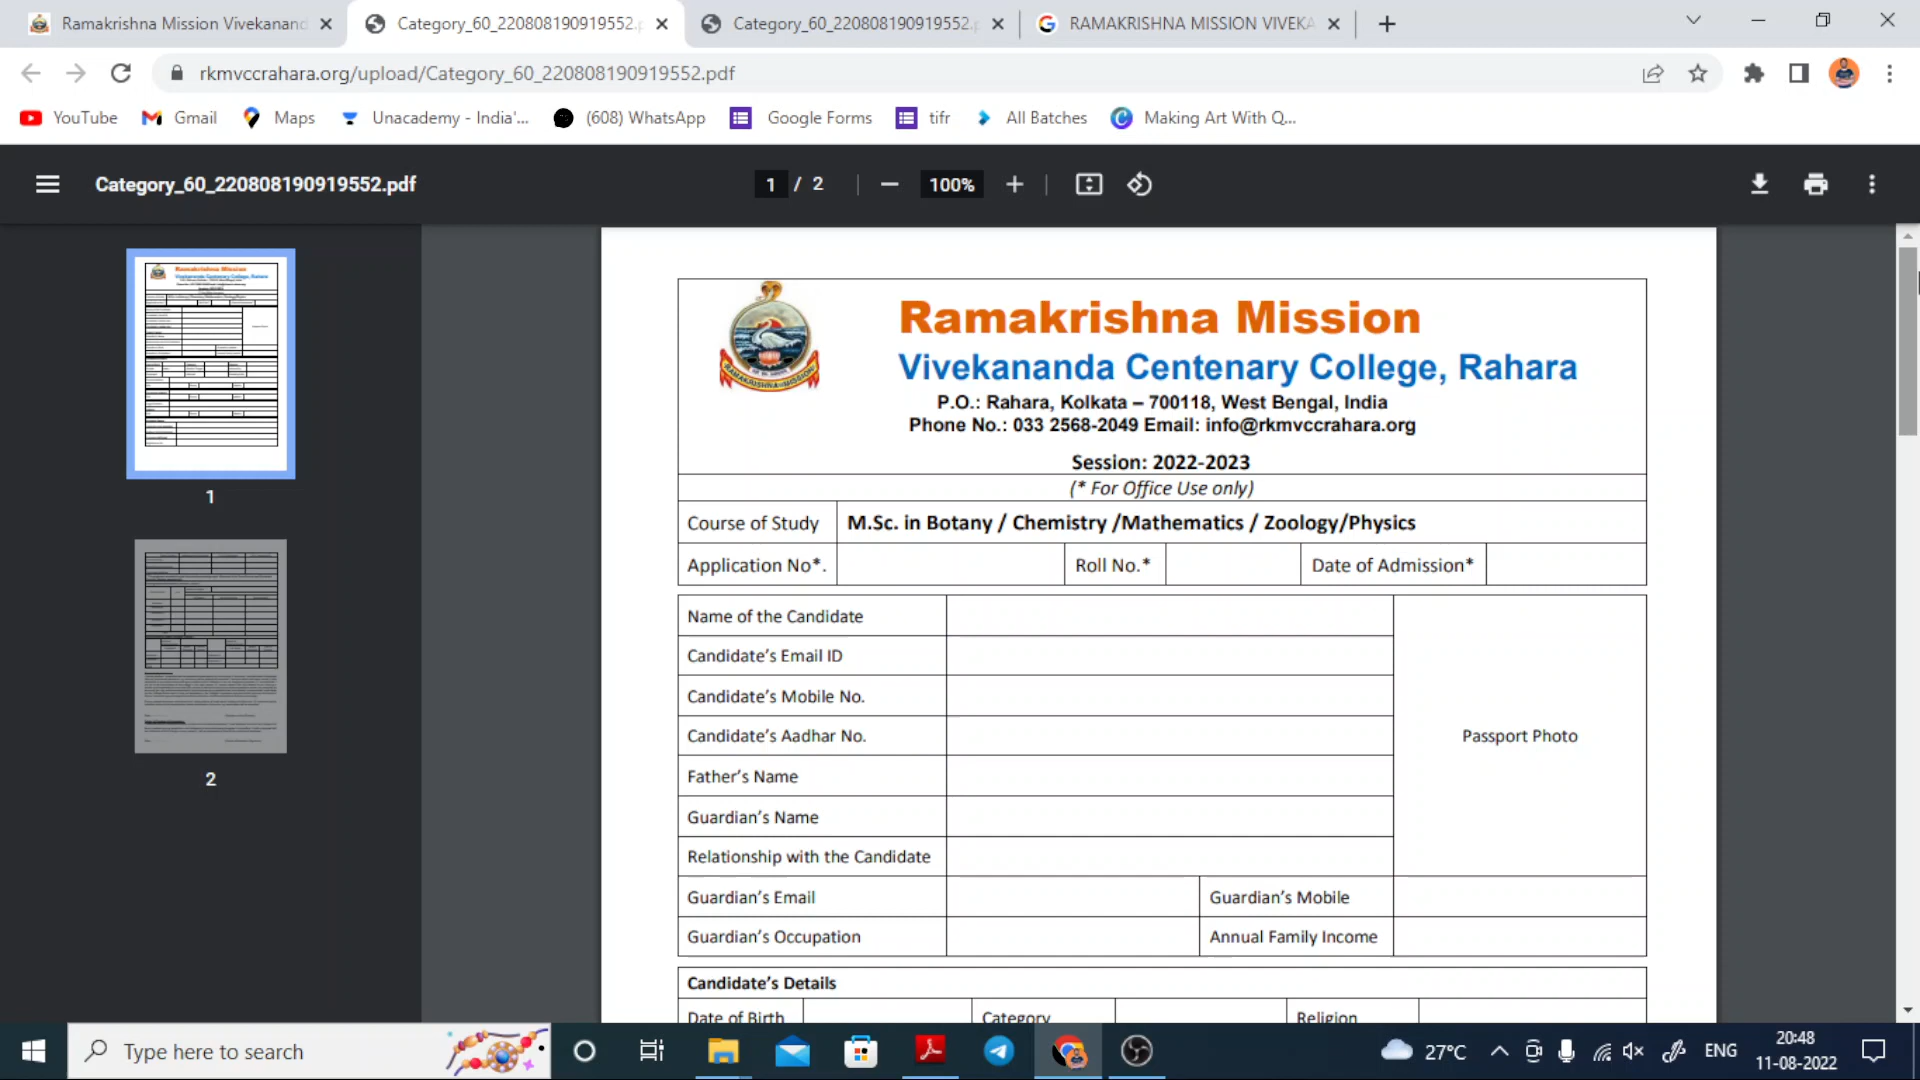 Ramakrishna Mission Vivekanand
Category_60_220808190919552.p
Category_60_220808190919552.p
RAMAKRISHNA MISSION VIVEKA
rkmvccrahara.org/upload/Category_60_220808190919552.pdf
YouTube
Gmail
Maps
Unacademy - India'...
(608) WhatsApp
Google Forms
tifr
All Batches
Making Art With Q...
Category_60_220808190919552.pdf
1 / 2
100%
1
2
Ramakrishna Mission
Vivekananda Centenary College, Rahara
P.O.: Rahara, Kolkata – 700118, West Bengal, India
Phone No.: 033 2568-2049 Email: info@rkmvccrahara.org
Session: 2022-2023
(* For Office Use only)
RAMAKRISHNA MISSION
Course of Study M.Sc. in Botany / Chemistry /Mathematics / Zoology/Physics
Application No*. Roll No.* Date of Admission*
Name of the Candidate
Candidate’s Email ID
Candidate’s Mobile No.
Candidate’s Aadhar No.
Passport Photo
Father’s Name
Guardian’s Name
Relationship with the Candidate
Guardian’s Email Guardian’s Mobile
Guardian’s Occupation Annual Family Income
Candidate’s Details
Date of Birth Category Religion
Type here to search
27°C
ENG
20:48
11-08-2022